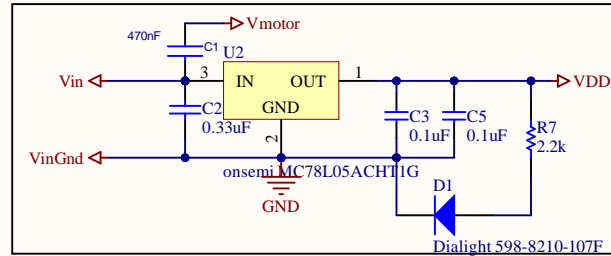 Vmotor
470nF
C1
U2
Vin
3
IN
OUT
1
VDD
GND
C2
0.33uF
C3
0.1uF
C5
0.1uF
R7
2.2k
2
VinGnd
onsemi MC78L05ACHT1G
GND
D1
Dialight 598-8210-107F